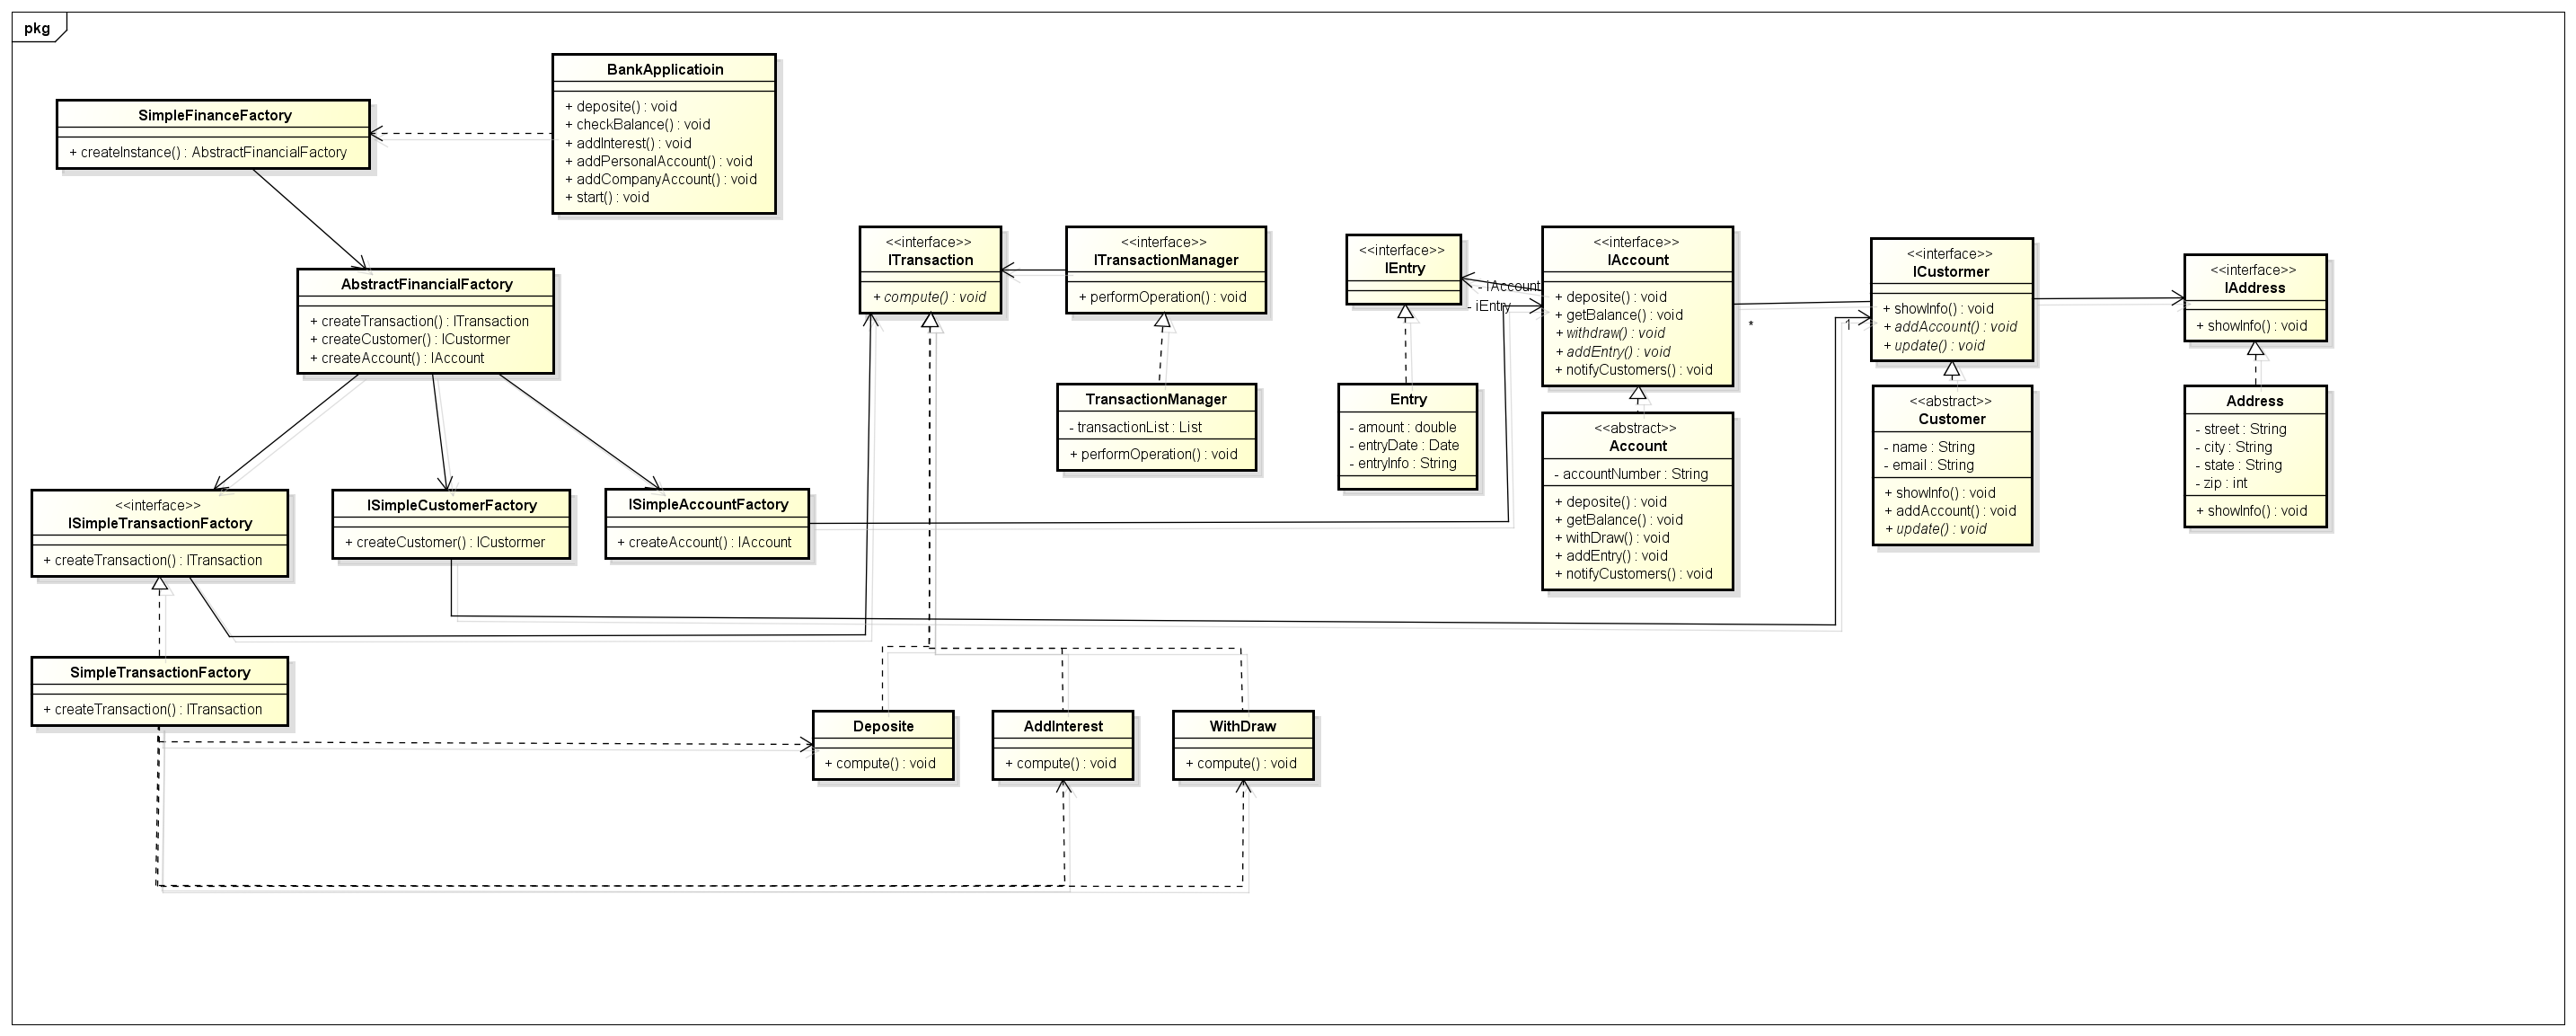 pkg
BankApplicatioin
+ deposite() : void
+ checkBalance() : void
+ addInterest() : void
+ addPersonalAccount() : void
+ addCompanyAccount() : void
+ start() : void
SimpleFinanceFactory
+ createInstance() : AbstractFinancialFactory
AbstractFinancialFactory
+ createTransaction() : ITransaction
+ createCustomer() : ICustormer
+ createAccount() : IAccount
<<interface>>
ITransaction
+ compute() : void
<<interface>>
ITransactionManager
+ performOperation() : void
<<interface>>
IEntry
- IAccount
- iEntry
<<interface>>
IAccount
+ deposite() : void
+ getBalance() : void
+ withdraw() : void
+ addEntry() : void
+ notifyCustomers() : void
*
1
<<interface>>
ICustormer
+ showInfo() : void
+ addAccount() : void
+ update() : void
<<interface>>
IAddress
+ showInfo() : void
TransactionManager
- transactionList : List
+ performOperation() : void
Entry
- amount : double
- entryDate : Date
- entryInfo : String
<<abstract>>
Account
- accountNumber : String
+ deposite() : void
+ getBalance() : void
+ withDraw() : void
+ addEntry() : void
+ notifyCustomers() : void
<<abstract>>
Customer
- name : String
- email : String
+ showInfo() : void
+ addAccount() : void
+ update() : void
Address
- street : String
- city : String
- state : String
- zip : int
+ showInfo() : void
<<interface>>
ISimpleTransactionFactory
+ createTransaction() : ITransaction
ISimpleCustomerFactory
+ createCustomer() : ICustormer
ISimpleAccountFactory
+ createAccount() : IAccount
SimpleTransactionFactory
+ createTransaction() : ITransaction
Deposite
+ compute() : void
AddInterest
+ compute() : void
WithDraw
+ compute() : void